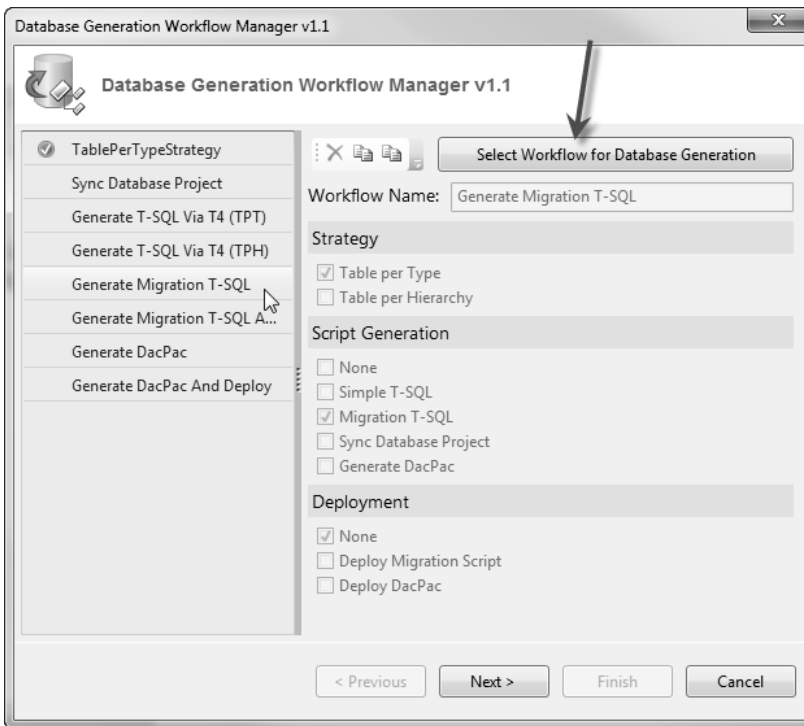 Database Generation Workflow Manager v1.1
Database Generation Workflow Manager v1.1
TablePerTypeStrategy
Sync Database Project
Generate T-SQL Via T4 (TPT)
Generate T-SQL Via T4 (TPH)
Generate Migration T-SQL
Generate Migration T-SQL A...
Generate DacPac
Generate DacPac And Deploy
Select Workflow for Database Generation
Workflow Name: Generate Migration T-SQL
Strategy
Table per Type
Table per Hierarchy
Script Generation
None
Simple T-SQL
Migration T-SQL
Sync Database Project
Generate DacPac
Deployment
None
Deploy Migration Script
Deploy DacPac
< Previous Next > Finish Cancel